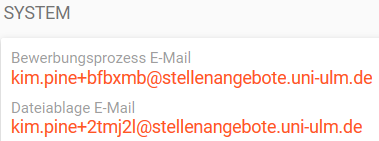 SYSTEM
Bewerbungsprozess E-Mail
kim.pine+bfbxmb@stellenangebote.uni-ulm.de
Dateiablage E-Mail
kim.pine+2tmj2l@stellenangebote.uni-ulm.de